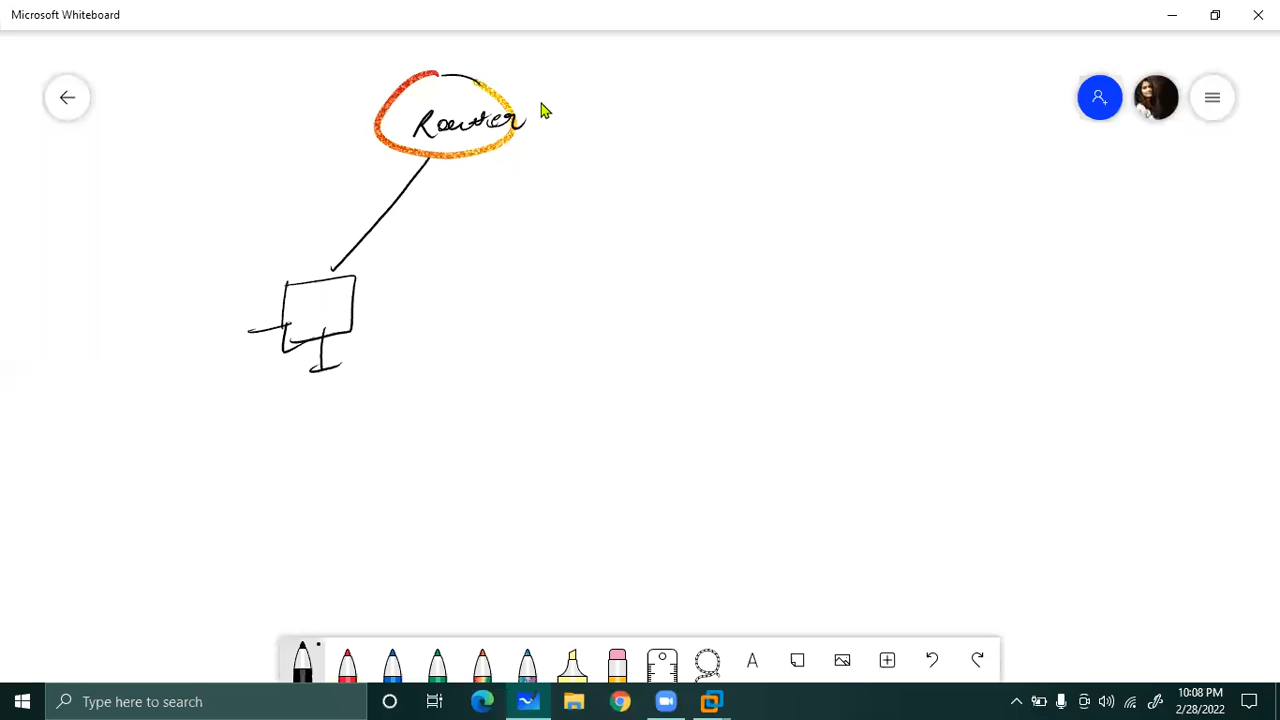 Microsoft Whiteboard
Router
A
Type here to search
10:08 PM
2/28/2022